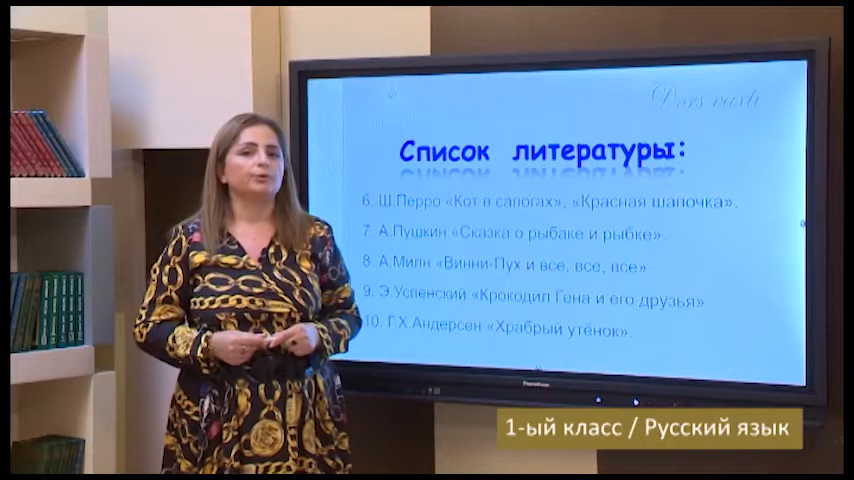 Dərs vaxtı
Список литературы:
6. Ш.Перро «Кот в сапогах», «Красная шапочка».
7. А.Пушкин «Сказка о рыбаке и рыбке».
8. А.Милн «Винни-Пух и все, все, все»
9. Э.Успенский «Крокодил Гена и его друзья»
10. Г.Х.Андерсен «Храбрый утёнок».
1-ый класс / Русский язык